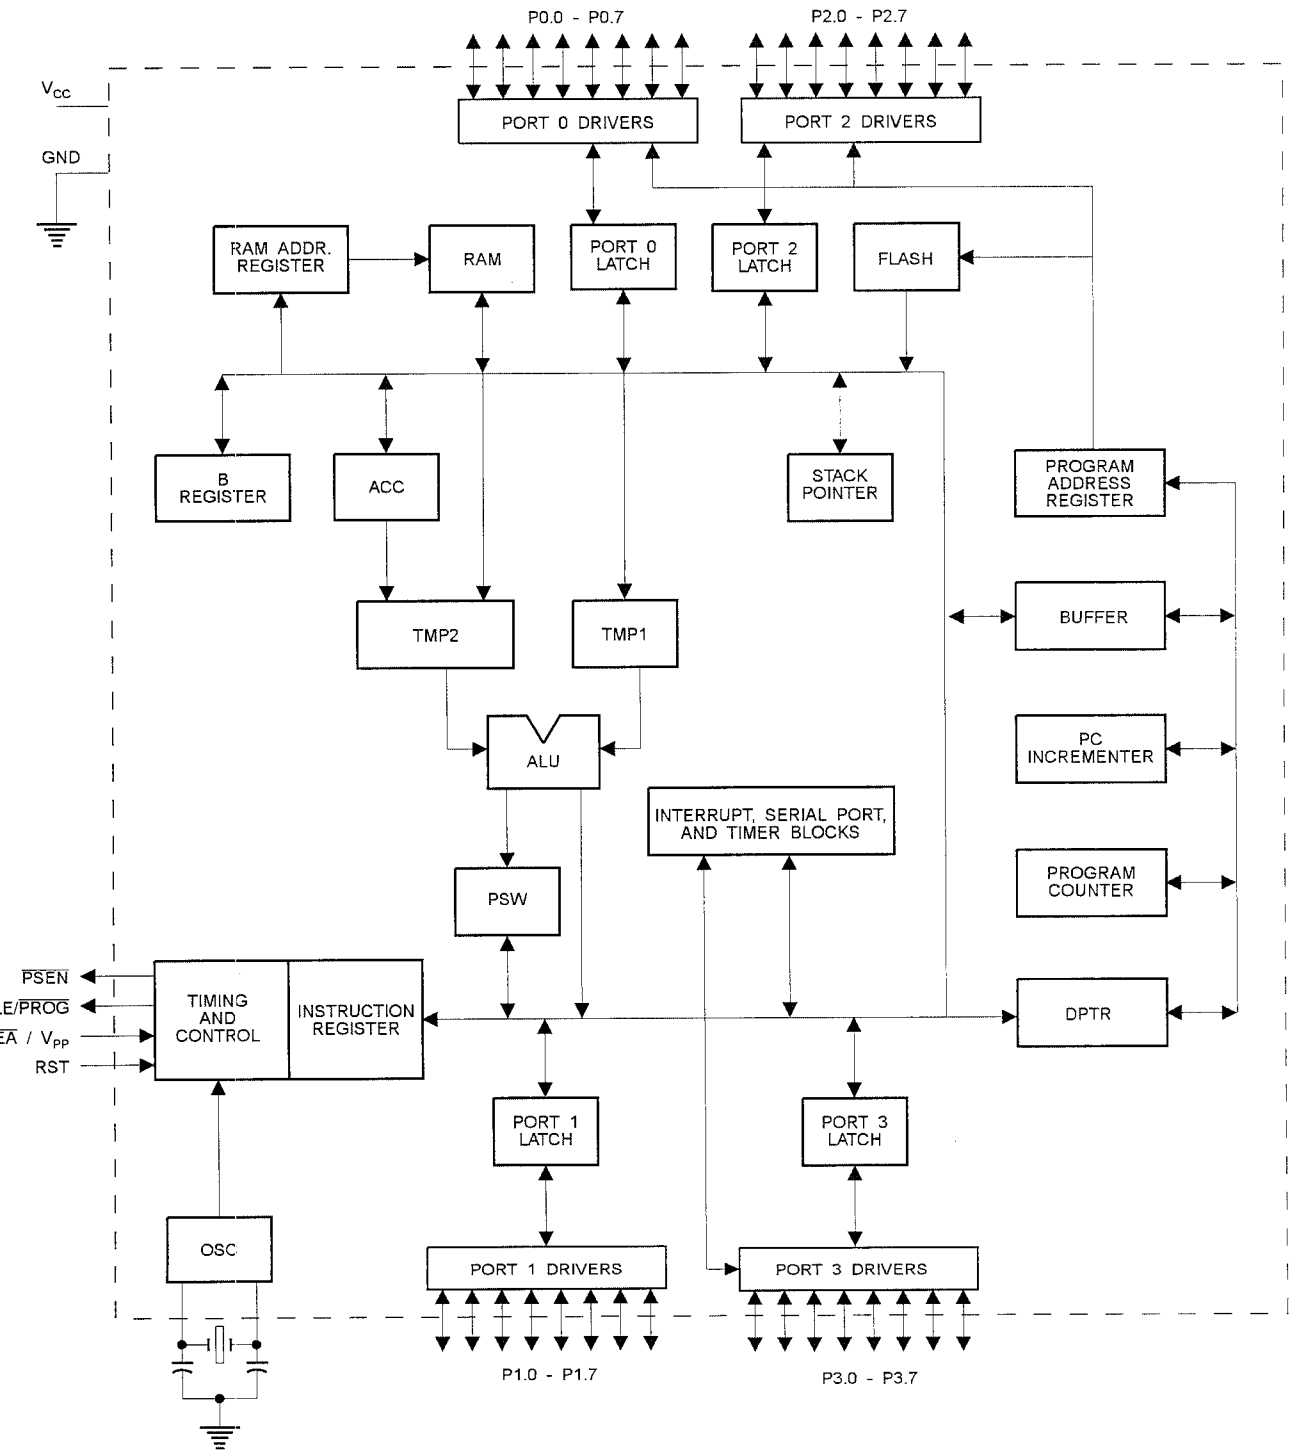 P0.0 - P0.7
P2.0 - P2.7
VCC
GND
PORT 0 DRIVERS
PORT 2 DRIVERS
RAM ADDR.
REGISTER
RAM
PORT 0
LATCH
PORT 2
LATCH
FLASH
B
REGISTER
ACC
STACK
POINTER
PROGRAM
ADDRESS
REGISTER
TMP2
TMP1
BUFFER
ALU
PC
INCREMENTER
INTERRUPT, SERIAL PORT,
AND TIMER BLOCKS
PROGRAM
COUNTER
PSW
PSEN
LE/PROG
EA / VPP
RST
TIMING
AND
CONTROL
INSTRUCTION
REGISTER
DPTR
PORT 1
LATCH
PORT 3
LATCH
OSC
PORT 1 DRIVERS
PORT 3 DRIVERS
P1.0 - P1.7
P3.0 - P3.7